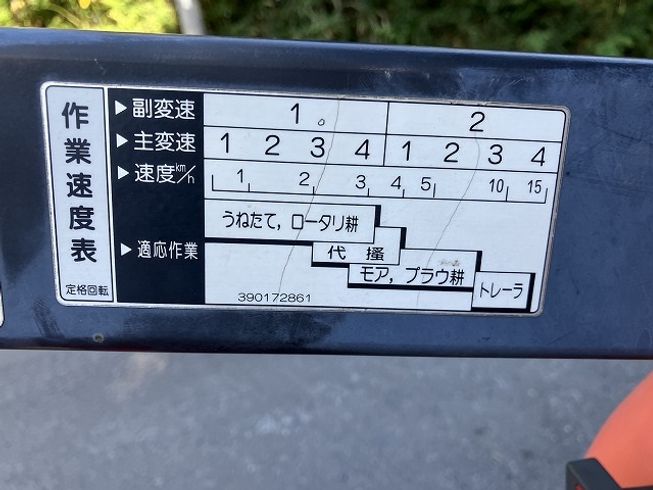 作業速度表
定格回転
▶副変速 1 2
▶主変速 1 2 3 4 1 2 3 4
▶速度km/h 1 2 3 4 5 10 15
▶適応作業
うねたて,ロータリ耕
代掻
モア,プラウ耕
トレーラ
390172861